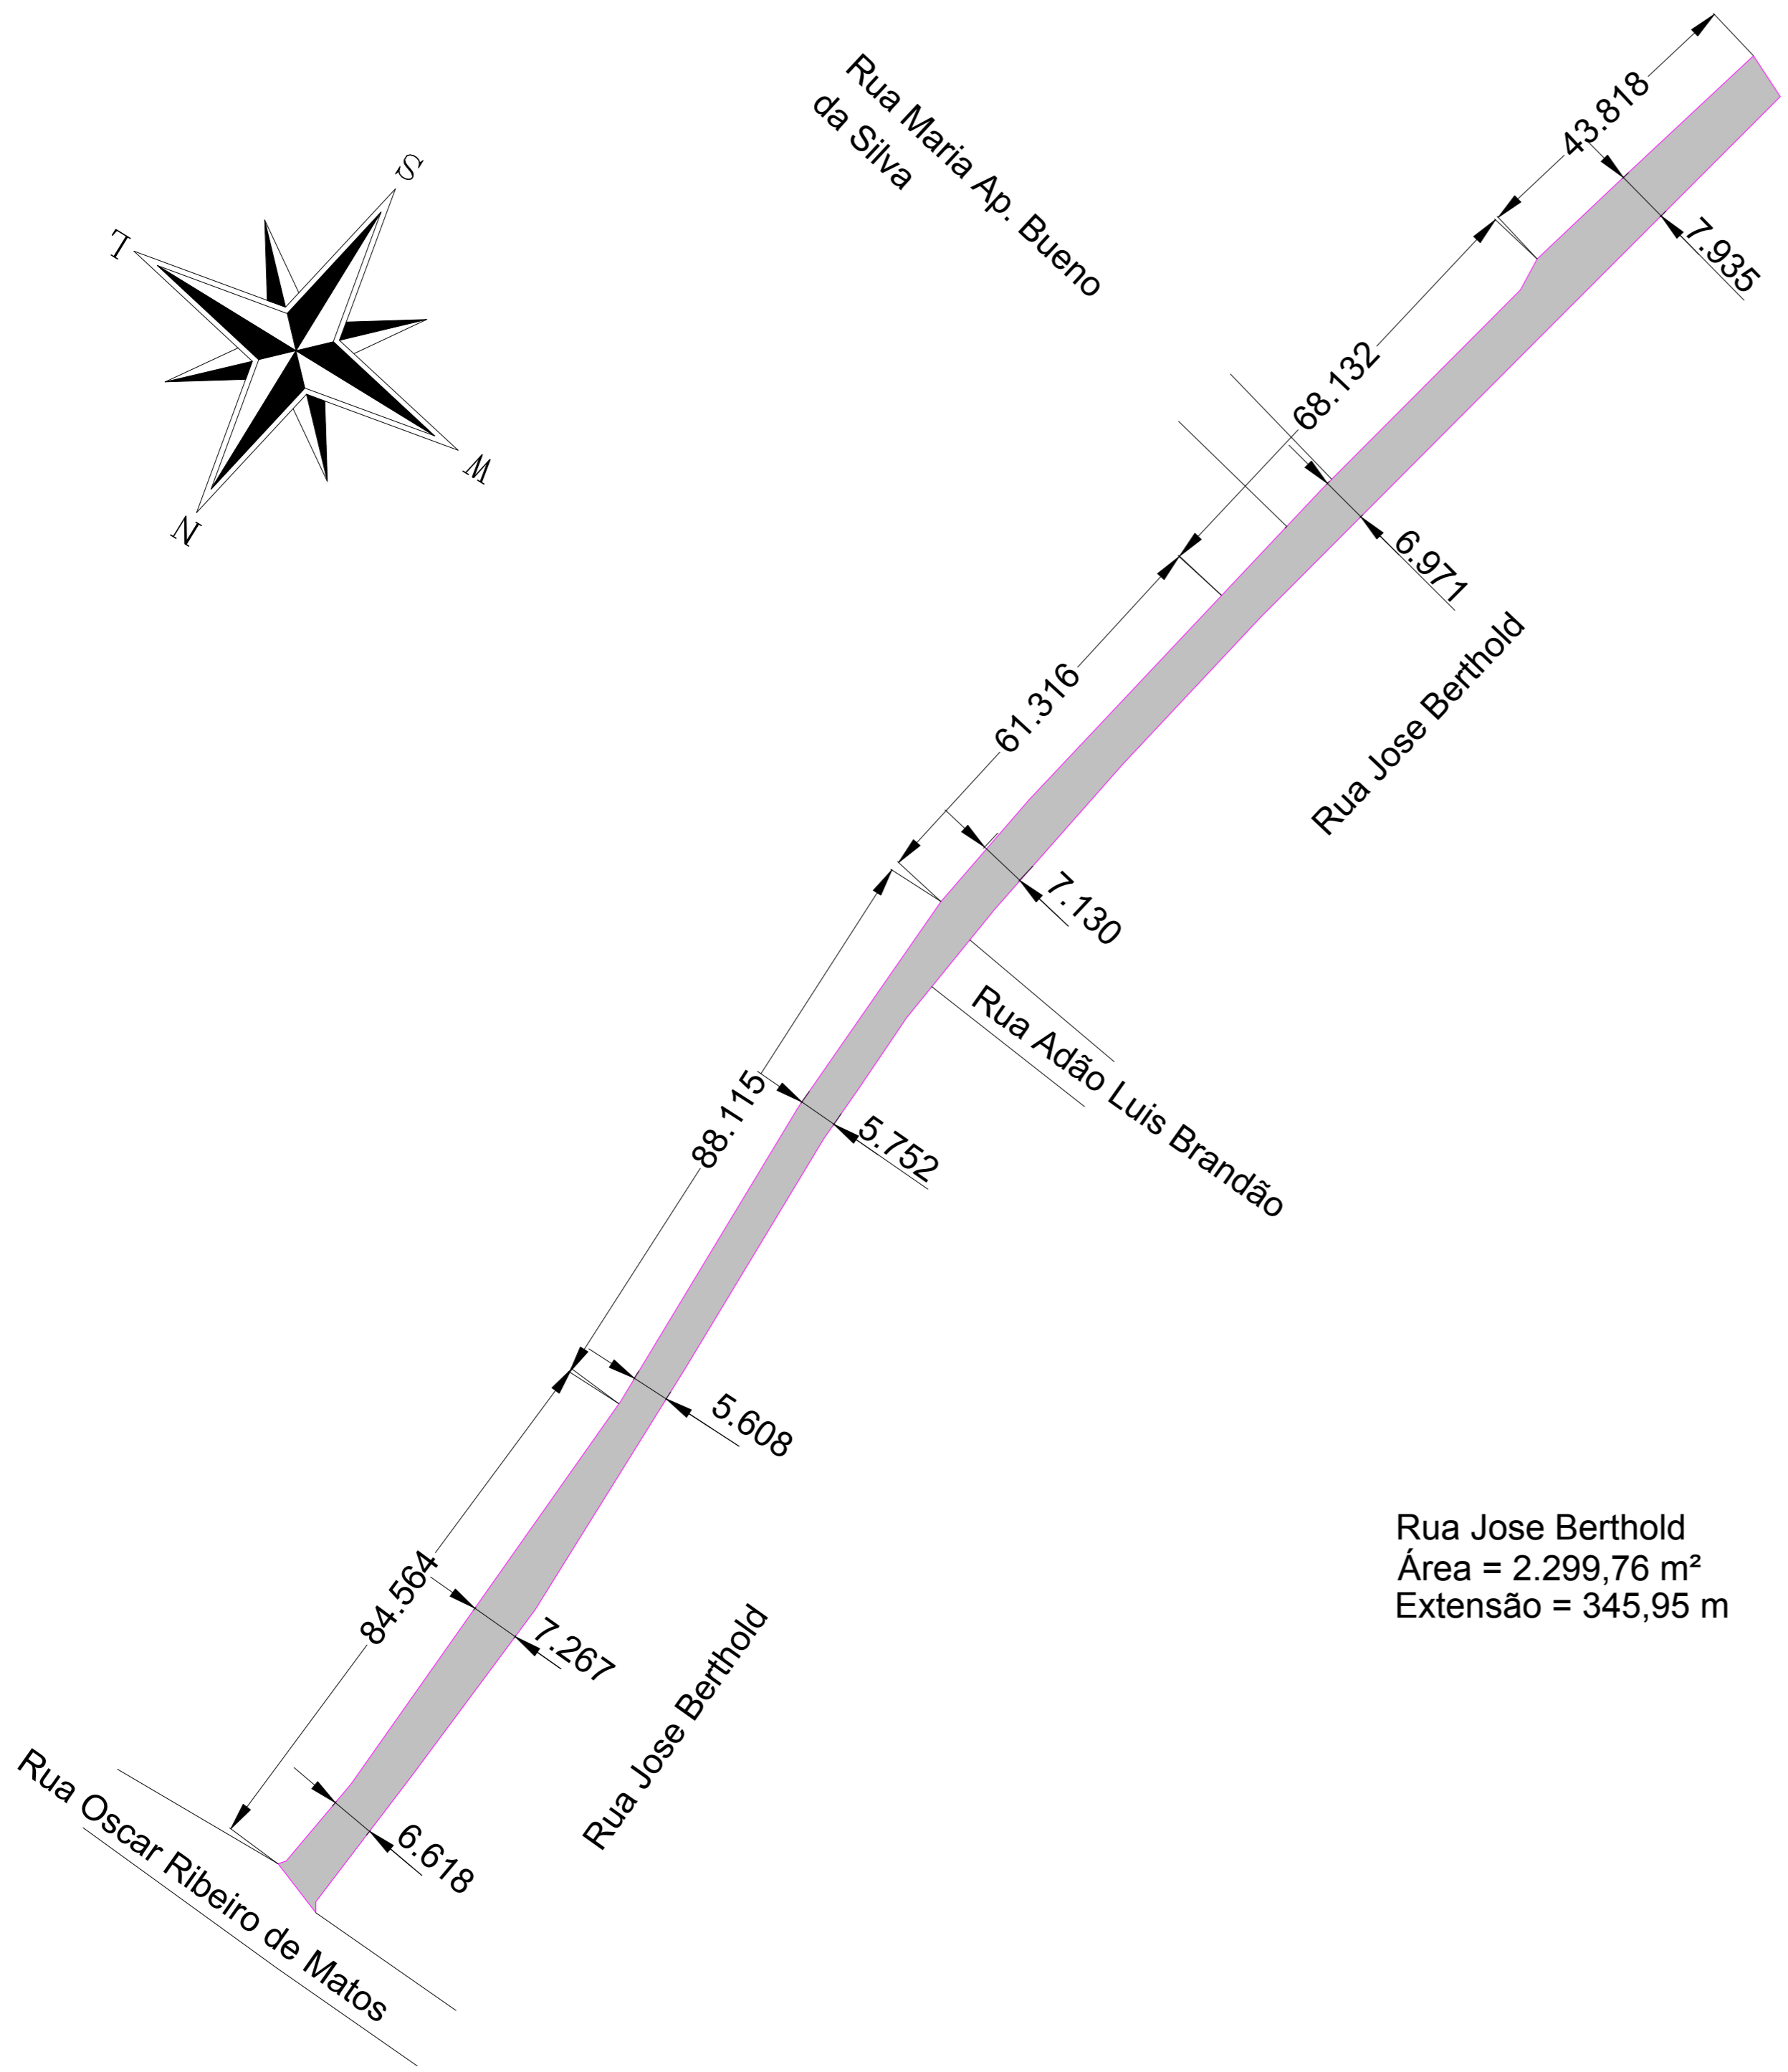 Rua Maria Ap. Bueno
da Silva
43.818
7.935
S
L
W
N
68.132
6.971
Rua Jose Berthold
61.316
7.130
Rua Adão Luis Brandão
88.115
5.752
5.608
84.564
7.267
Rua Jose Berthold
6.618
Rua Oscar Ribeiro de Matos
Rua Jose Berthold
Área = 2.299,76 m²
Extensão = 345,95 m